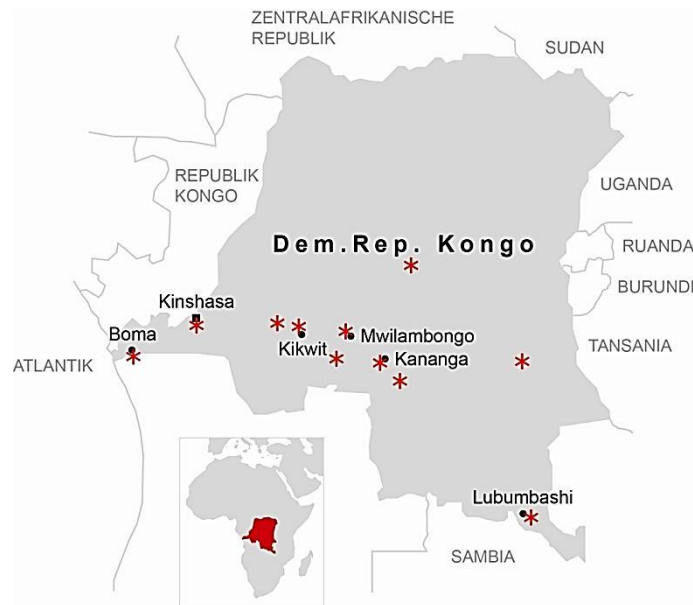 ZENTRALAFRIKANISCHE
REPUBLIK
SUDAN
REPUBLIK
KONGO
UGANDA
Dem.Rep. Kongo
RUANDA
BURUNDI
Kinshasa
Boma
Mwilambongo
Kikwit
TANSANIA
ATLANTIK
Kananga
Lubumbashi
SAMBIA